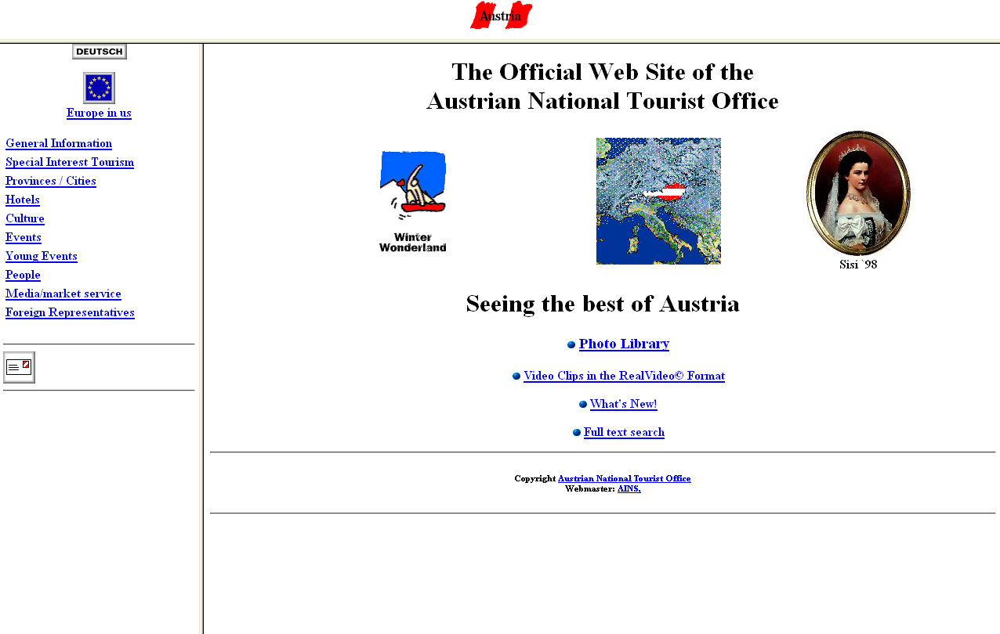 Austria
DEUTSCH
Europe in us
General Information
Special Interest Tourism
Provinces / Cities
Hotels
Culture
Events
Young Events
People
Media/market service
Foreign Representatives
The Official Web Site of the
Austrian National Tourist Office
Winter
Wonderland
Sisi `98
Seeing the best of Austria
Photo Library
Video Clips in the RealVideo© Format
What's New!
Full text search
Copyright Austrian National Tourist Office
Webmaster: AINS,